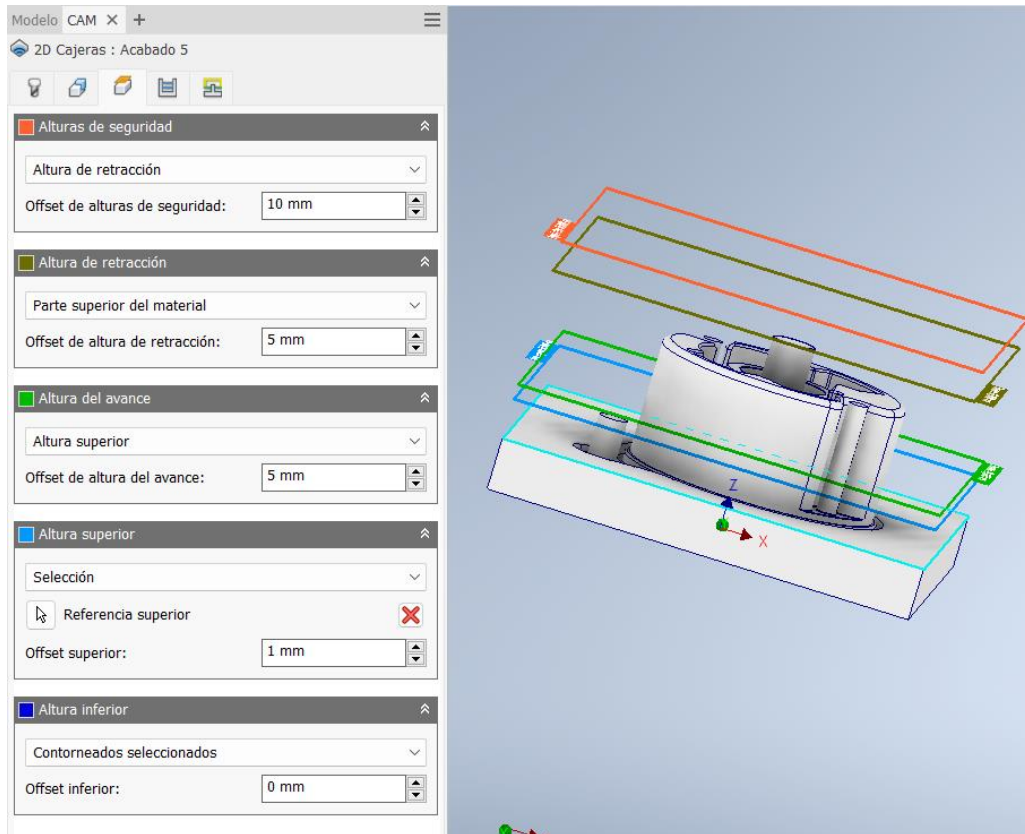 Modelo CAM
2D Cajeras : Acabado 5
Alturas de seguridad
Altura de retracción
Offset de alturas de seguridad: 10 mm
Altura de retracción
Parte superior del material
Offset de altura de retracción: 5 mm
Altura del avance
Altura superior
Offset de altura del avance: 5 mm
Altura superior
Selección
Referencia superior
Offset superior: 1 mm
Altura inferior
Contorneados seleccionados
Offset inferior: 0 mm
Z
X